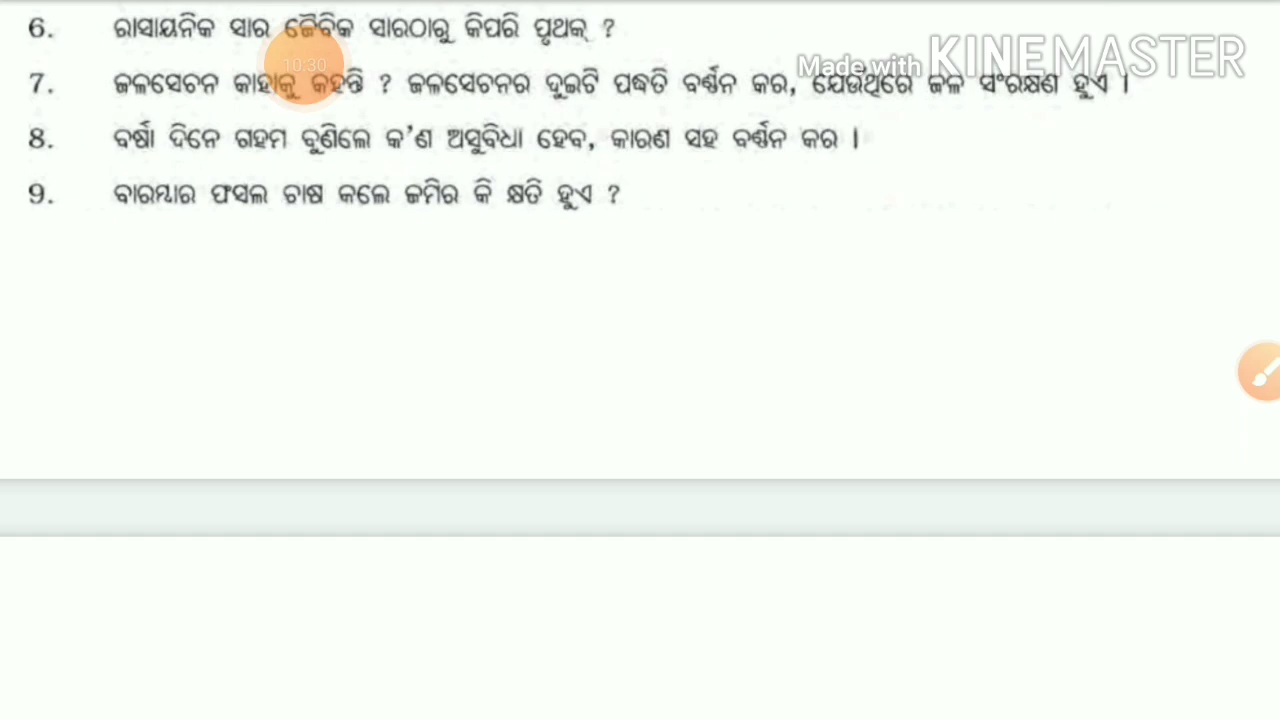 6. ରାସାୟନିକ ସାର ଜୈବିକ ସାରଠାରୁ କିପରି ପୃଥକ୍ ?
10:30
Made with KINEMASTER
7. ଜଳସେଚନ କାହାକୁ କହନ୍ତି ? ଜଳସେଚନର ଦୁଇଟି ପଦ୍ଧତି ବର୍ଣ୍ଣନ କର, ଯେଉଁଥିରେ ଜଳ ସଂରକ୍ଷଣ ହୁଏ ।
8. ବର୍ଷା ଦିନେ ଗହମ ବୁଣିଲେ କ'ଣ ଅସୁବିଧା ହେବ, କାରଣ ସହ ବର୍ଣ୍ଣନ କର ।
9. ବାରମ୍ବାର ଫସଲ ଚାଷ କଲେ ଜମିର କି କ୍ଷତି ହୁଏ ?